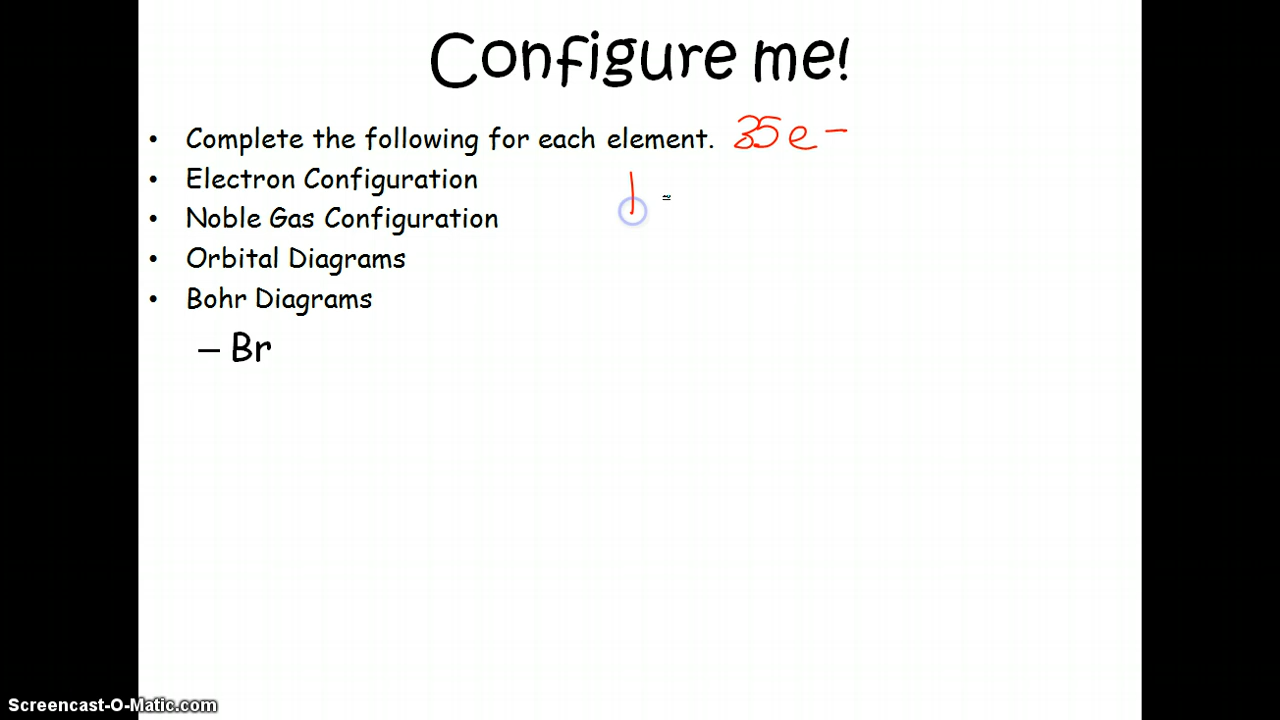 Configure me!
• Complete the following for each element. 35e-
• Electron Configuration 1
• Noble Gas Configuration
• Orbital Diagrams
• Bohr Diagrams
– Br
Screencast-O-Matic.com